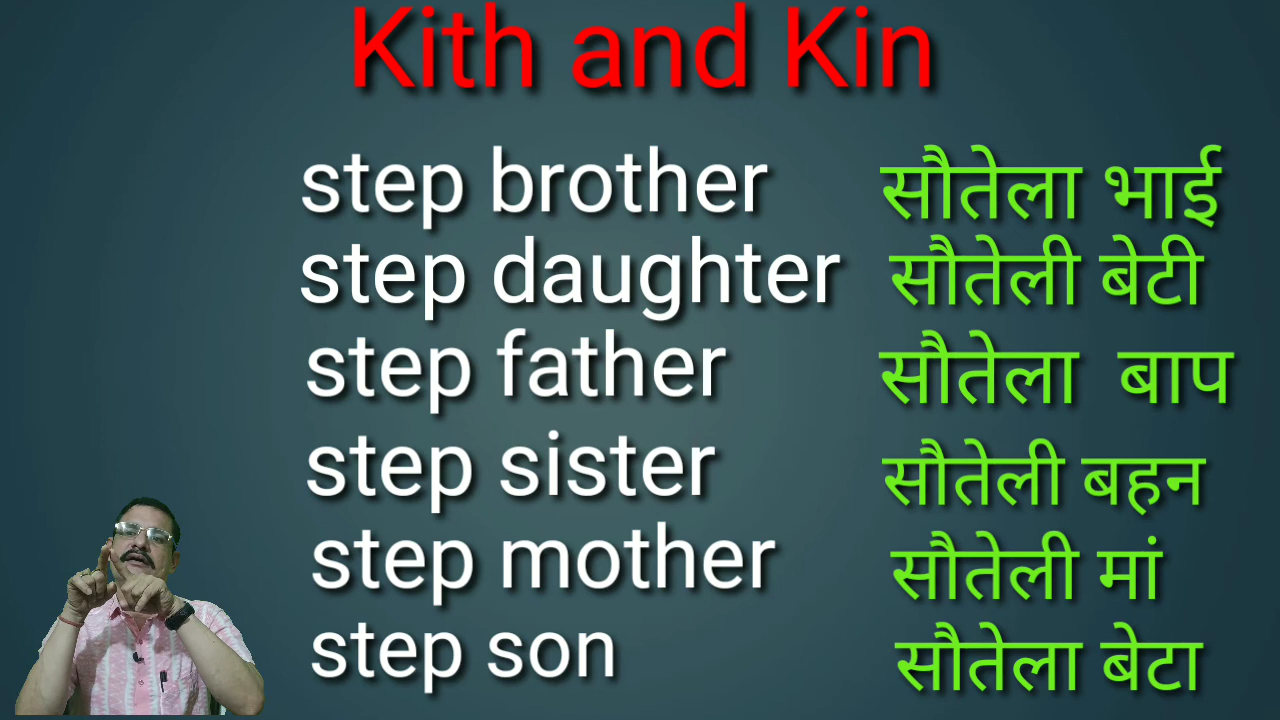 Kith and Kin
step brother सौतेला भाई
step daughter सौतेली बेटी
step father सौतेला बाप
step sister सौतेली बहन
step mother सौतेली मां
step son सौतेला बेटा